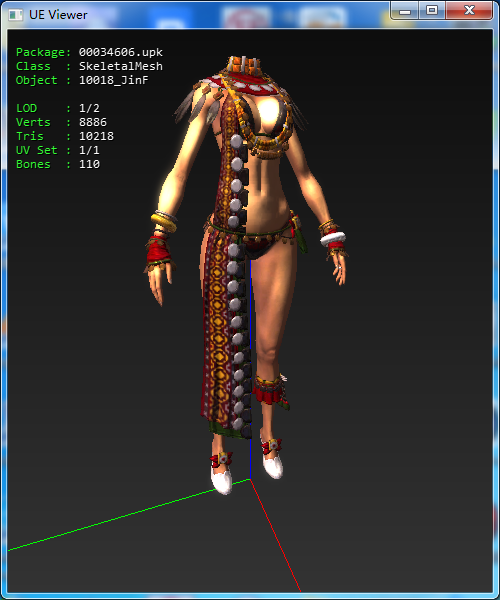 UE Viewer
Package: 00034606.upk
Class : SkeletalMesh
Object : 10018_JinF
LOD : 1/2
Verts : 8886
Tris : 10218
UV Set : 1/1
Bones : 110